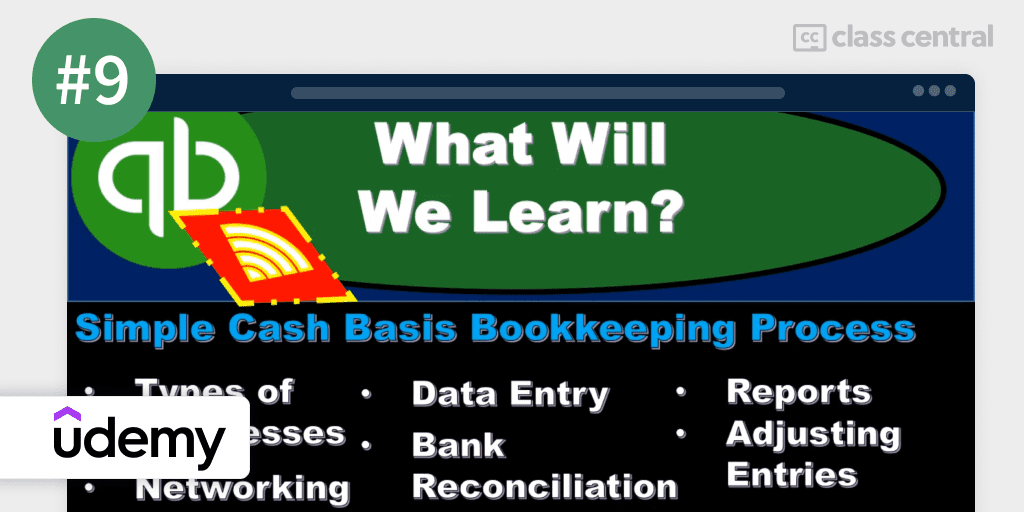 #9
cc class central
qb
What Will
We Learn?
Simple Cash Basis Bookkeeping Process
• Types of
esses
• Networking
• Data Entry
• Bank
Reconciliation
• Reports
• Adjusting
Entries
udemy